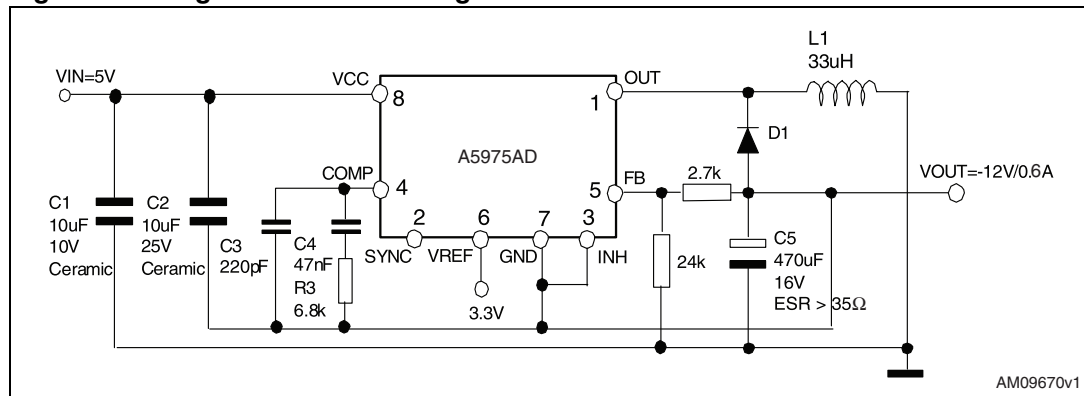 VIN=5V
VCC
8
OUT
1
L1
33uH
A5975AD
D1
COMP
4
FB
5
2.7k
VOUT=-12V/0.6A
C1
10uF
10V
Ceramic
C2
10uF
25V
Ceramic
C3
220pF
C4
47nF
R3
6.8k
2
SYNC
6
VREF
7
GND
3
INH
3.3V
24k
C5
470uF
16V
ESR > 35Ω
AM09670v1